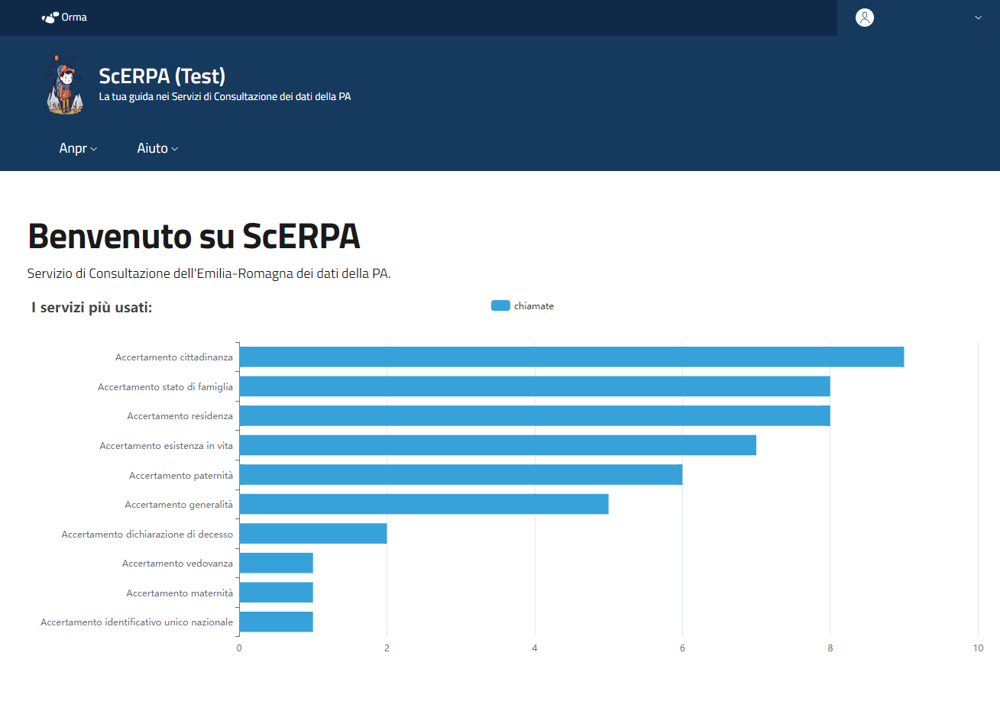 Orma
ScERPA (Test)
La tua guida nei Servizi di Consultazione dei dati della PA
Anpr
Aiuto
Benvenuto su ScERPA
Servizio di Consultazione dell'Emilia-Romagna dei dati della PA.
I servizi più usati:
chiamate
Accertamento cittadinanza
Accertamento stato di famiglia
Accertamento residenza
Accertamento esistenza in vita
Accertamento paternità
Accertamento generalità
Accertamento dichiarazione di decesso
Accertamento vedovanza
Accertamento maternità
Accertamento identificativo unico nazionale
0 2 4 6 8 10